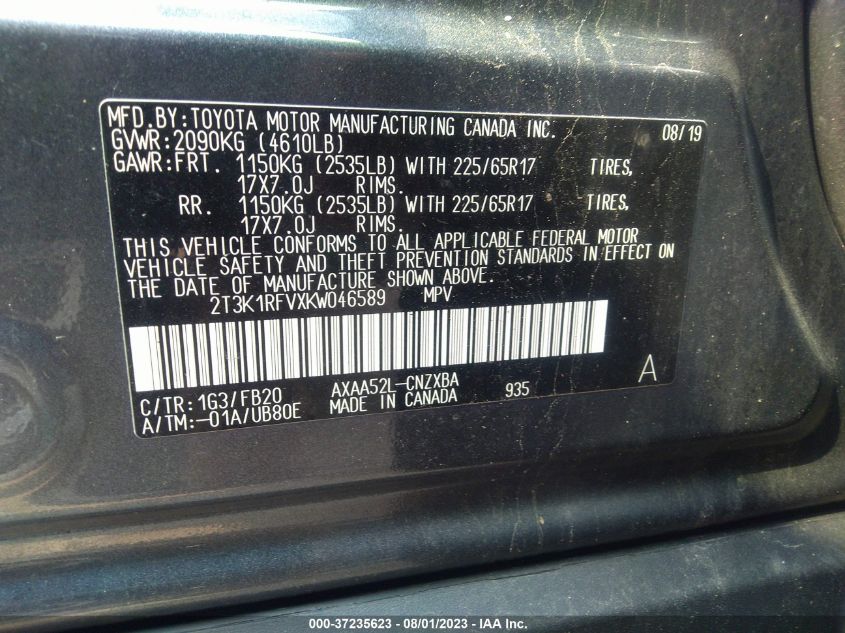 MFD.BY:TOYOTA MOTOR MANUFACTURING CANADA INC. 08/19
GVWR:2090KG (4610LB)
GAWR:FRT. 1150KG (2535LB) WITH 225/65R17 TIRES,
17X7.0J RIMS.
RR. 1150KG (2535LB) WITH 225/65R17 TIRES,
17X7.0J RIMS.
THIS VEHICLE CONFORMS TO ALL APPLICABLE FEDERAL MOTOR
VEHICLE SAFETY AND THEFT PREVENTION STANDARDS IN EFFECT ON
THE DATE OF MANUFACTURE SHOWN ABOVE.
2T3K1RFVXKW046589 MPV
C/TR:1G3/FB20 AXAA52L-CNZXBA 935 A
A/TM:-01A/UB80E MADE IN CANADA
000-37235623 - 08/01/2023 - IAA Inc.